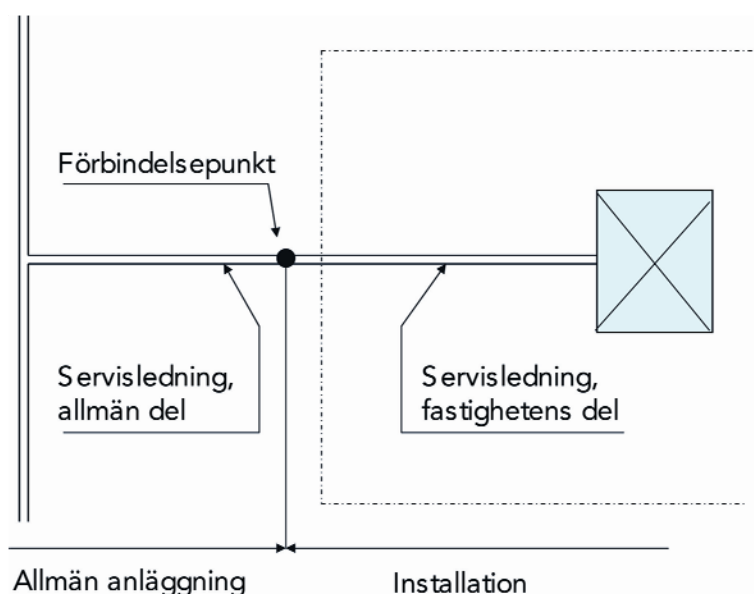 Förbindelsepunkt
Servisledning,
allmän del
Servisledning,
fastighetens del
Allmän anläggning
Installation